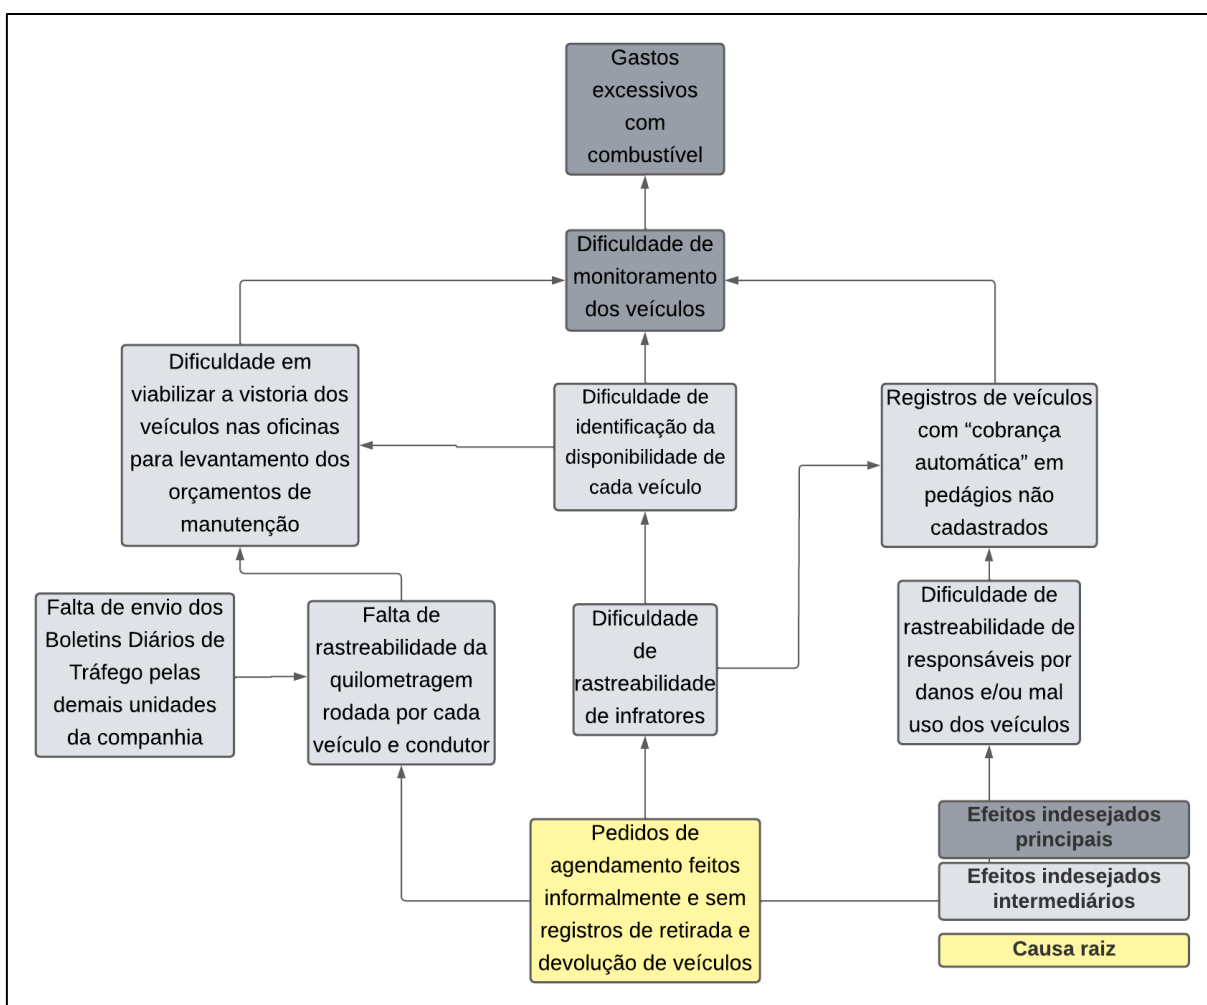 Gastos
excessivos
com
combustível
Dificuldade de
monitoramento
dos veículos
Dificuldade em
viabilizar a vistoria dos
veículos nas oficinas
para levantamento dos
orçamentos de
manutenção
Dificuldade de
identificação da
disponibilidade de
cada veículo
Registros de veículos
com “cobrança
automática” em
pedágios não
cadastrados
Falta de envio dos
Boletins Diários de
Tráfego pelas
demais unidades
da companhia
Falta de
rastreabilidade da
quilometragem
rodada por cada
veículo e condutor
Dificuldade
de
rastreabilidade
de infratores
Dificuldade de
rastreabilidade de
responsáveis por
danos e/ou mal
uso dos veículos
Pedidos de
agendamento feitos
informalmente e sem
registros de retirada e
devolução de veículos
Efeitos indesejados
principais
Efeitos indesejados
intermediários
Causa raiz